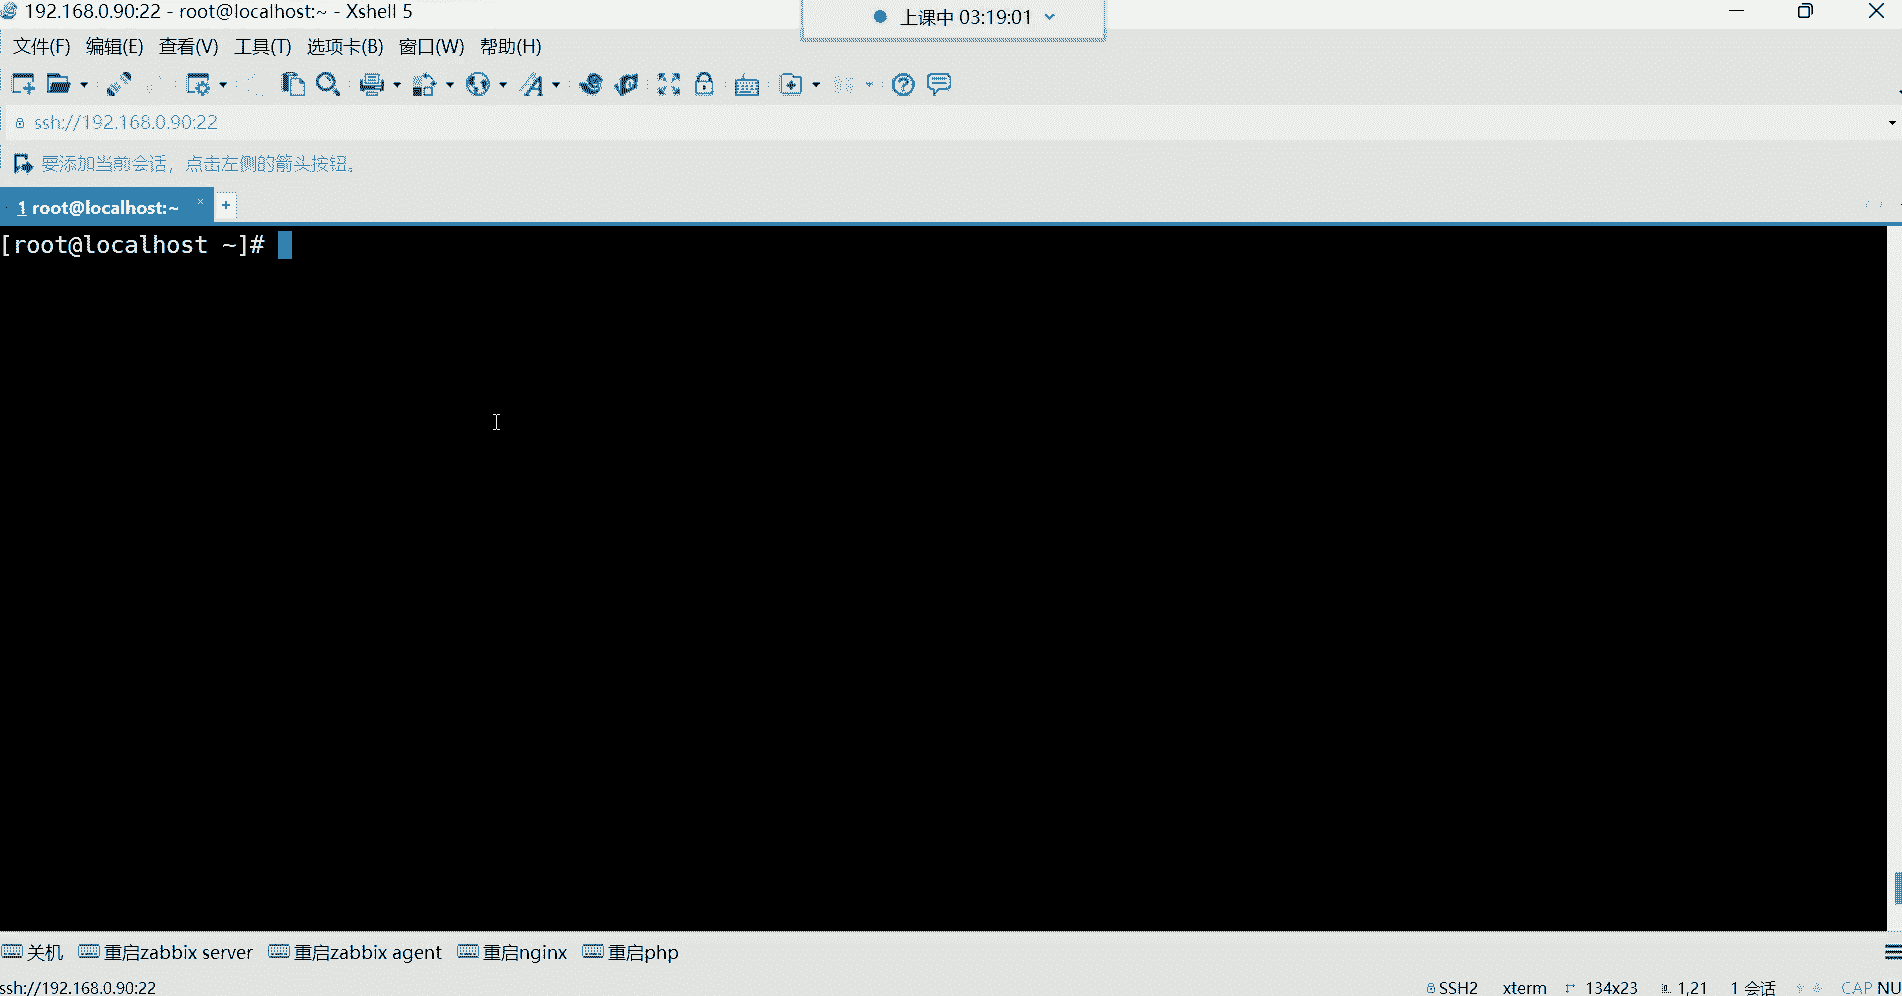 192.168.0.90:22 - root@localhost:~ - Xshell 5
上课中 03:19:01
文件(F) 编辑(E) 查看(V) 工具(T) 选项卡(B) 窗口(W) 帮助(H)
ssh://192.168.0.90:22
要添加当前会话，点击左侧的箭头按钮。
1 root@localhost:~ × +
[root@localhost ~]#
关机 重启zabbix server 重启zabbix agent 重启nginx 重启php
ssh://192.168.0.90:22 SSH2 xterm 134x23 1,21 1 会话 CAP NU